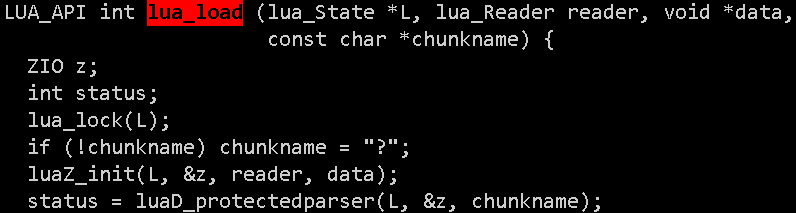 LUA_API int lua_load (lua_State *L, lua_Reader reader, void *data,
                      const char *chunkname) {
  ZIO z;
  int status;
  lua_lock(L);
  if (!chunkname) chunkname = "?";
  luaZ_init(L, &z, reader, data);
  status = luaD_protectedparser(L, &z, chunkname);